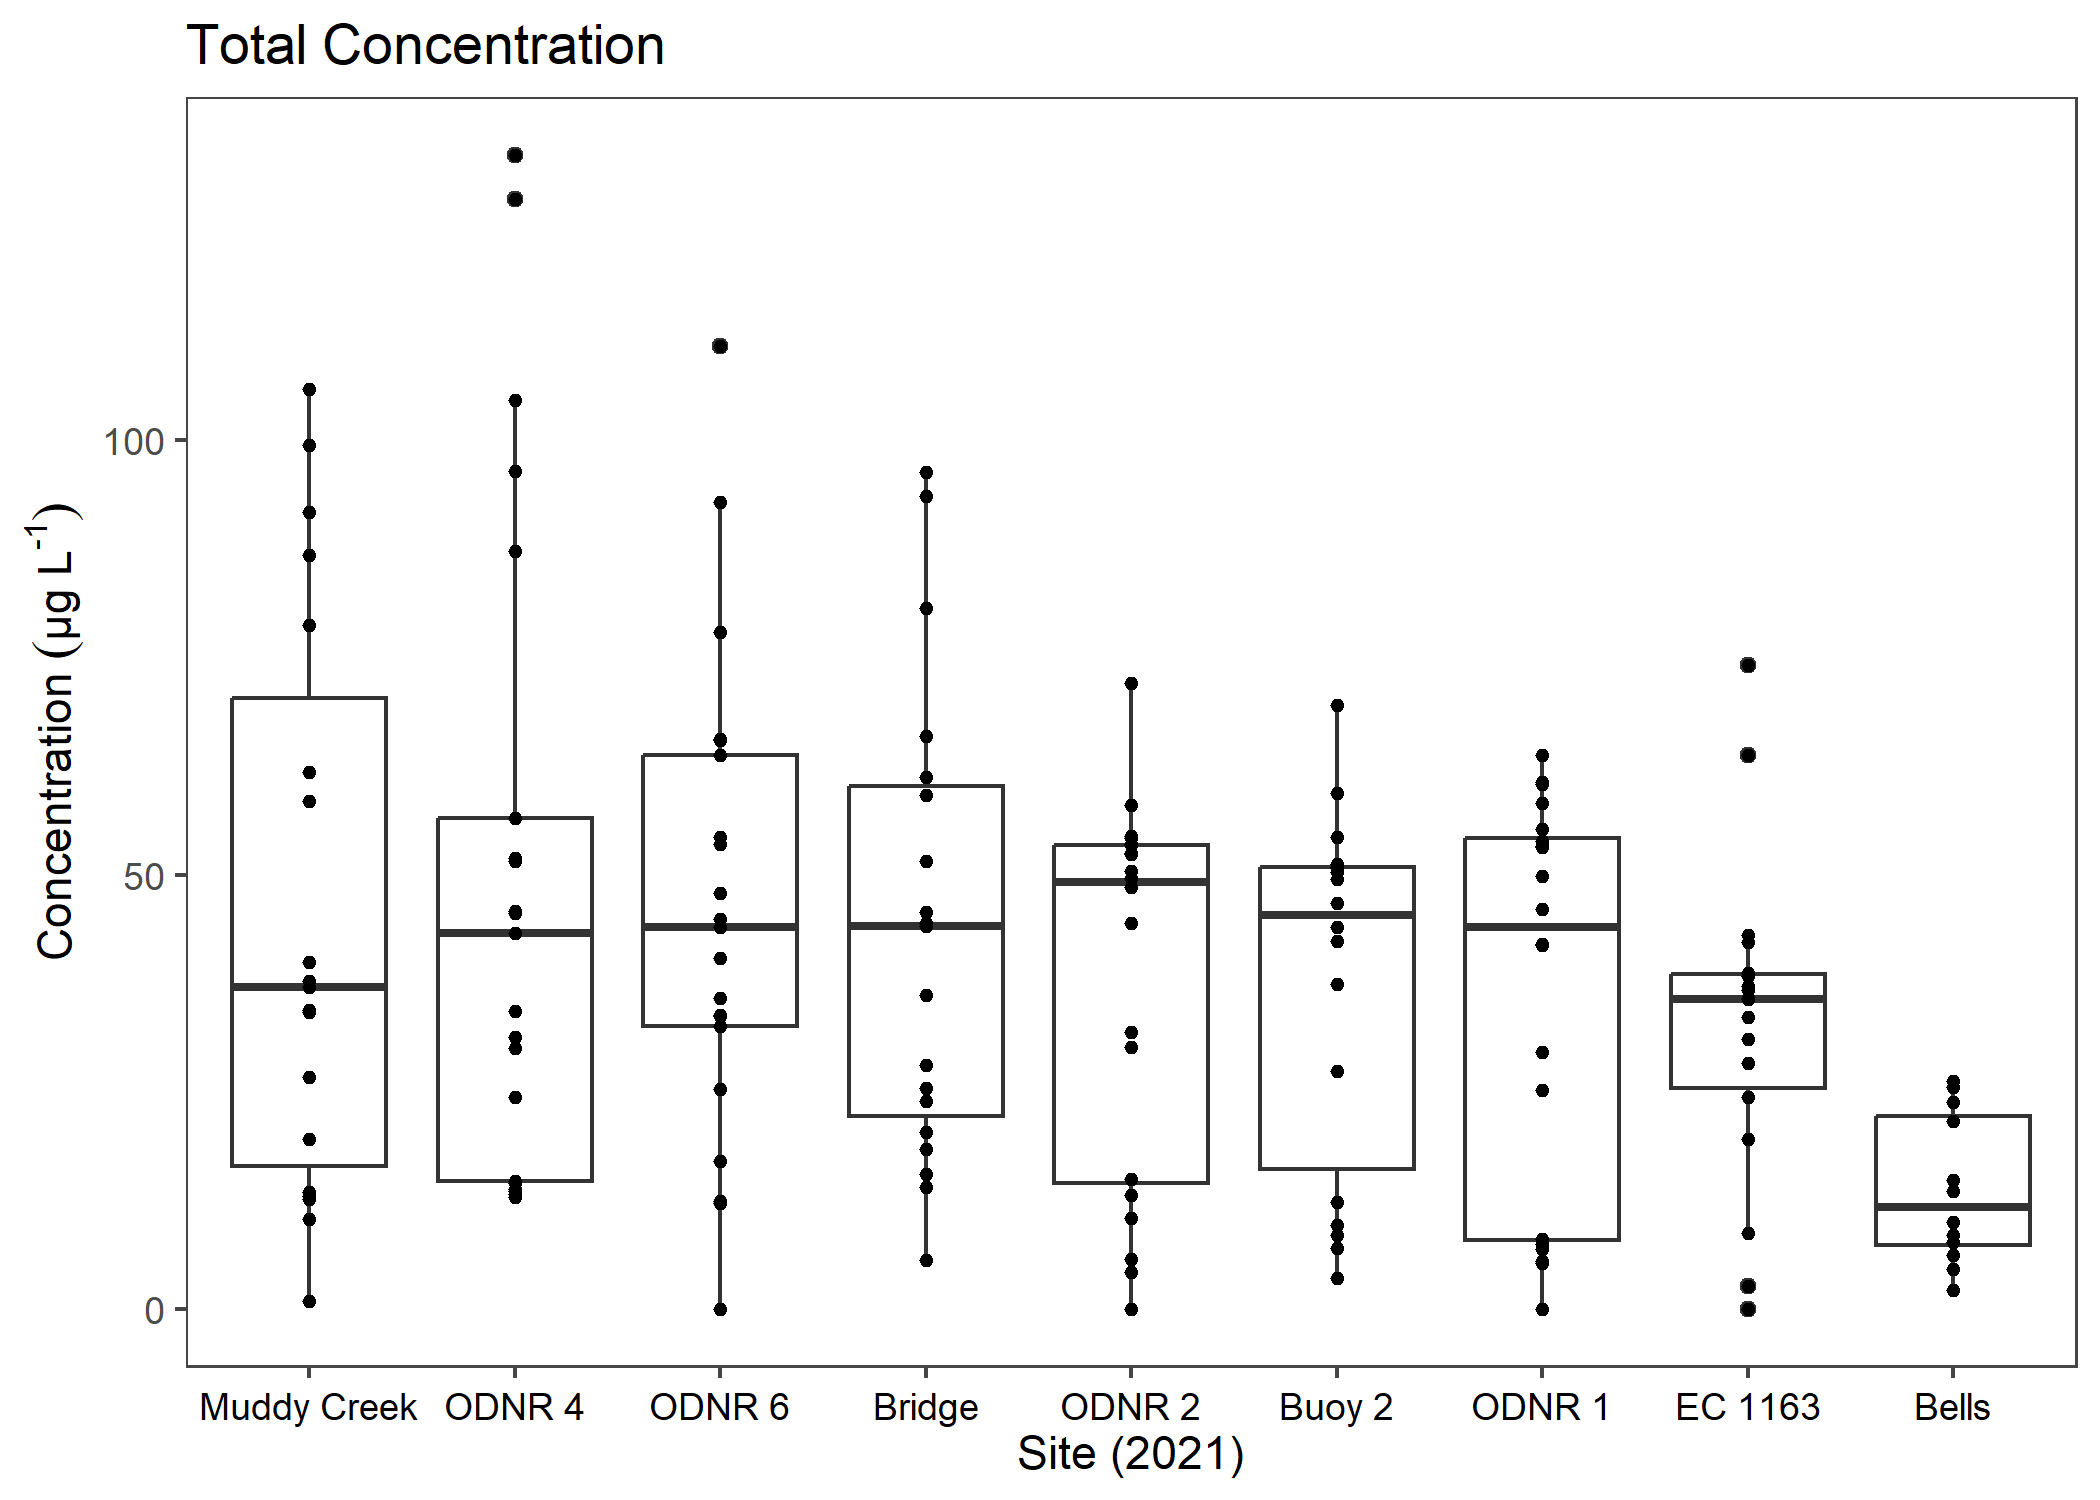 Total Concentration
Concentration (µg L⁻¹)
100
50
0
Muddy Creek ODNR 4 ODNR 6 Bridge ODNR 2 Buoy 2 ODNR 1 EC 1163 Bells
Site (2021)